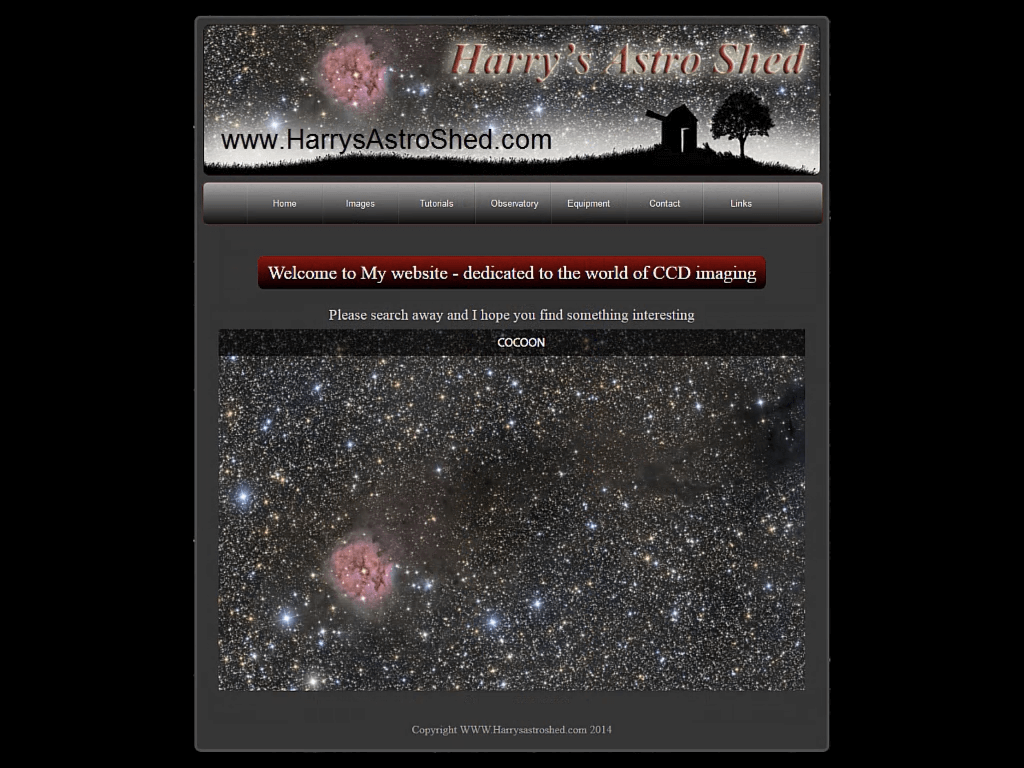 Harry's Astro Shed
www.HarrysAstroShed.com
Home Images Tutorials Observatory Equipment Contact Links
Welcome to My website - dedicated to the world of CCD imaging
Please search away and I hope you find something interesting
COCOON
Copyright WWW.Harrysastroshed.com 2014